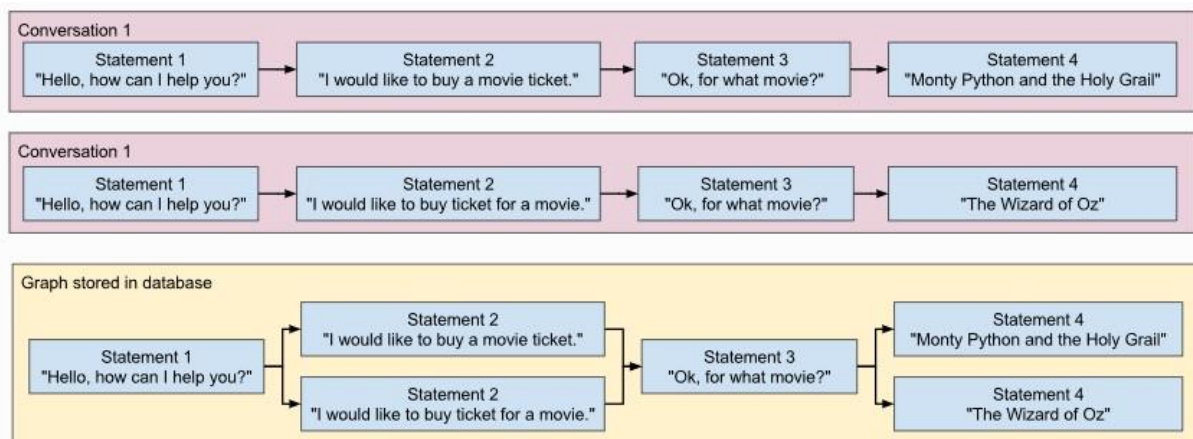 Conversation 1
Statement 1
"Hello, how can I help you?"
Statement 2
"I would like to buy a movie ticket."
Statement 3
"Ok, for what movie?"
Statement 4
"Monty Python and the Holy Grail"
Conversation 1
Statement 1
"Hello, how can I help you?"
Statement 2
"I would like to buy ticket for a movie."
Statement 3
"Ok, for what movie?"
Statement 4
"The Wizard of Oz"
Graph stored in database
Statement 1
"Hello, how can I help you?"
Statement 2
"I would like to buy a movie ticket."
Statement 2
"I would like to buy ticket for a movie."
Statement 3
"Ok, for what movie?"
Statement 4
"Monty Python and the Holy Grail"
Statement 4
"The Wizard of Oz"